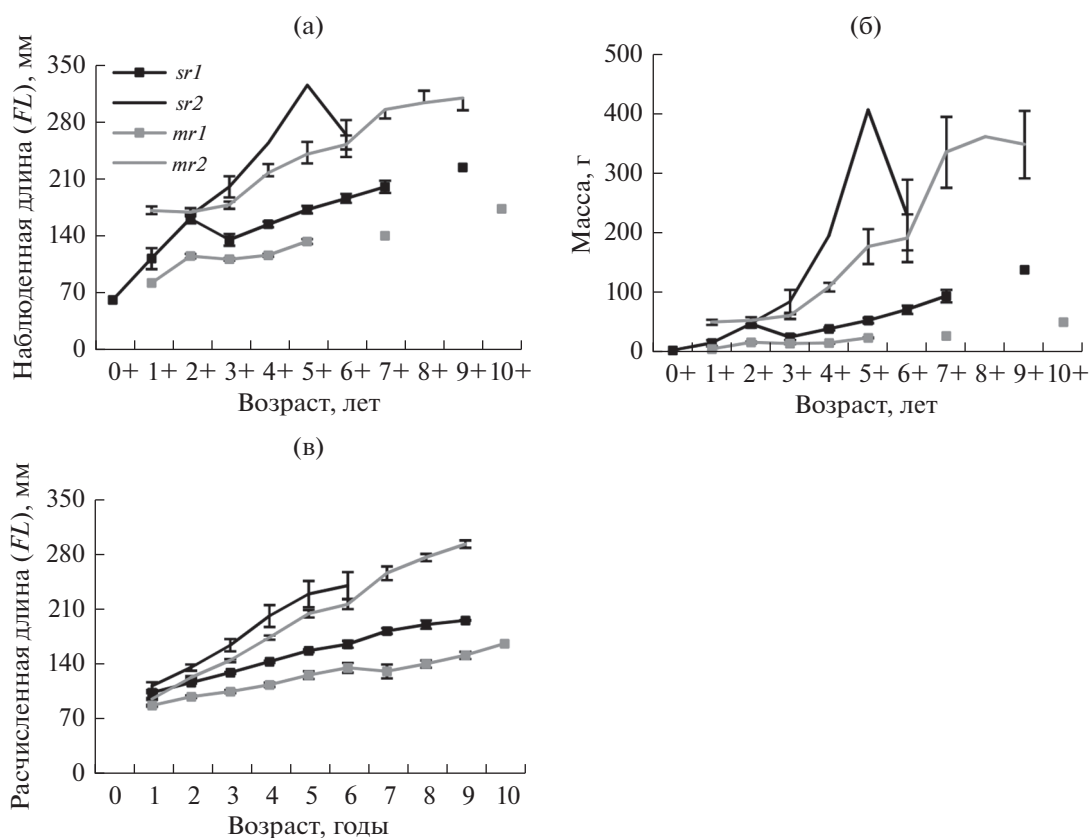 (а)
Наблюденная длина (FL), мм
350
280
210
140
70
0
sr1
sr2
mr1
mr2
0+ 1+ 2+ 3+ 4+ 5+ 6+ 7+ 8+ 9+ 10+
Возраст, лет
(б)
Масса, г
500
400
300
200
100
0
0+ 1+ 2+ 3+ 4+ 5+ 6+ 7+ 8+ 9+ 10+
Возраст, лет
(в)
Расчисленная длина (FL), мм
350
280
210
140
70
0
0 1 2 3 4 5 6 7 8 9 10
Возраст, годы